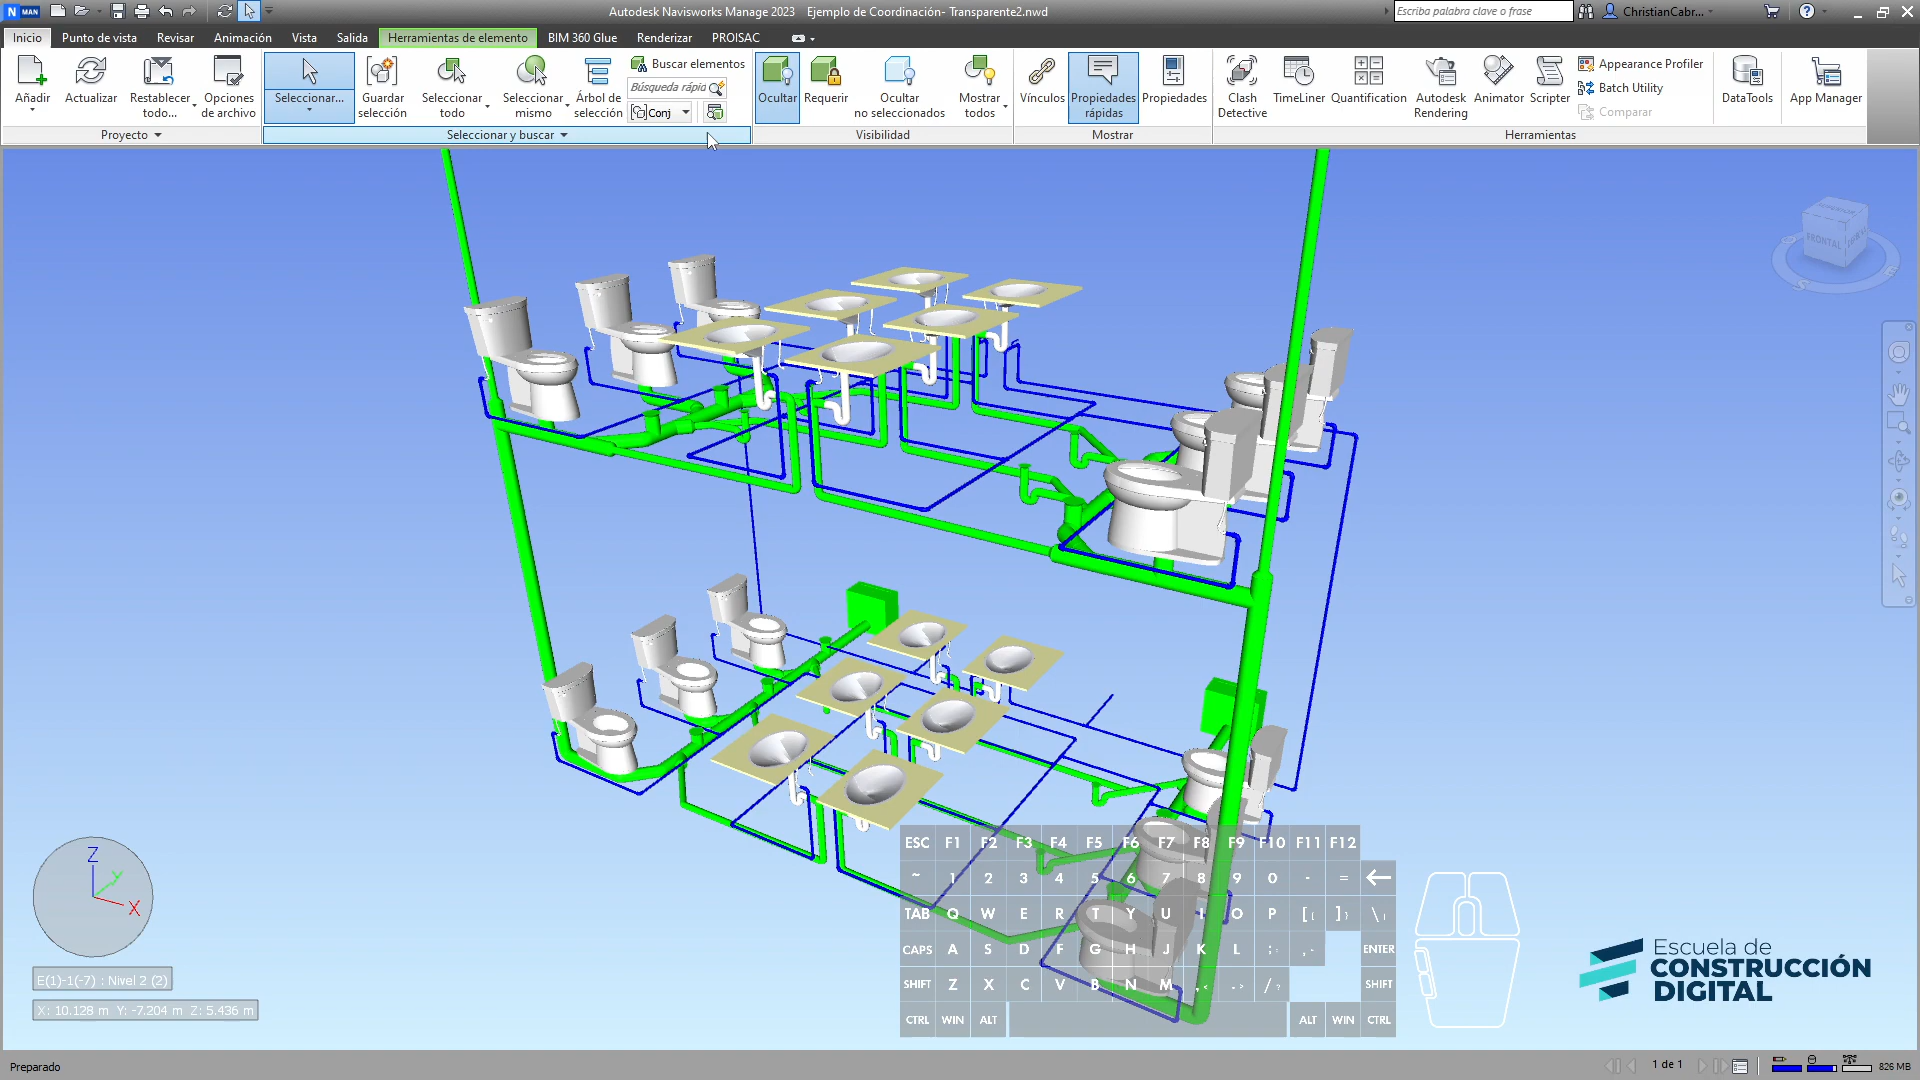 N MAN
Autodesk Navisworks Manage 2023 Ejemplo de Coordinación- Transparente2.nwd
Escriba palabra clave o frase
ChristianCabr...
Inicio Punto de vista Revisar Animación Vista Salida Herramientas de elemento BIM 360 Glue Renderizar PROISAC
Añadir
Actualizar
Restablecer todo...
Opciones de archivo
Seleccionar...
Guardar selección
Seleccionar todo
Seleccionar mismo
Árbol de selección
Buscar elementos
Búsqueda rápid
Conj
Ocultar
Requerir
Ocultar no seleccionados
Mostrar todos
Vínculos
Propiedades rápidas
Propiedades
Clash Detective
TimeLiner
Quantification
Autodesk Rendering
Animator
Scripter
Appearance Profiler
Batch Utility
Comparar
DataTools
App Manager
Proyecto
Seleccionar y buscar
Visibilidad
Mostrar
Herramientas
FRONTAL
Z
Y
X
E(1)-1(-7) : Nivel 2 (2)
X: 10.128 m Y: -7.204 m Z: 5.436 m
ESC F1 F2 F3 F4 F5 F6 F7 F8 F9 F10 F11 F12
~ 1 2 3 4 5 6 7 8 9 0 - =
TAB Q W E R T Y U I O P [{ ]} \|
CAPS A S D F G H J K L ;: ENTER
SHIFT Z X C V B N M ,< .> /? SHIFT
CTRL WIN ALT ALT WIN CTRL
Escuela de
CONSTRUCCIÓN
DIGITAL
Preparado
1 de 1
826 MB